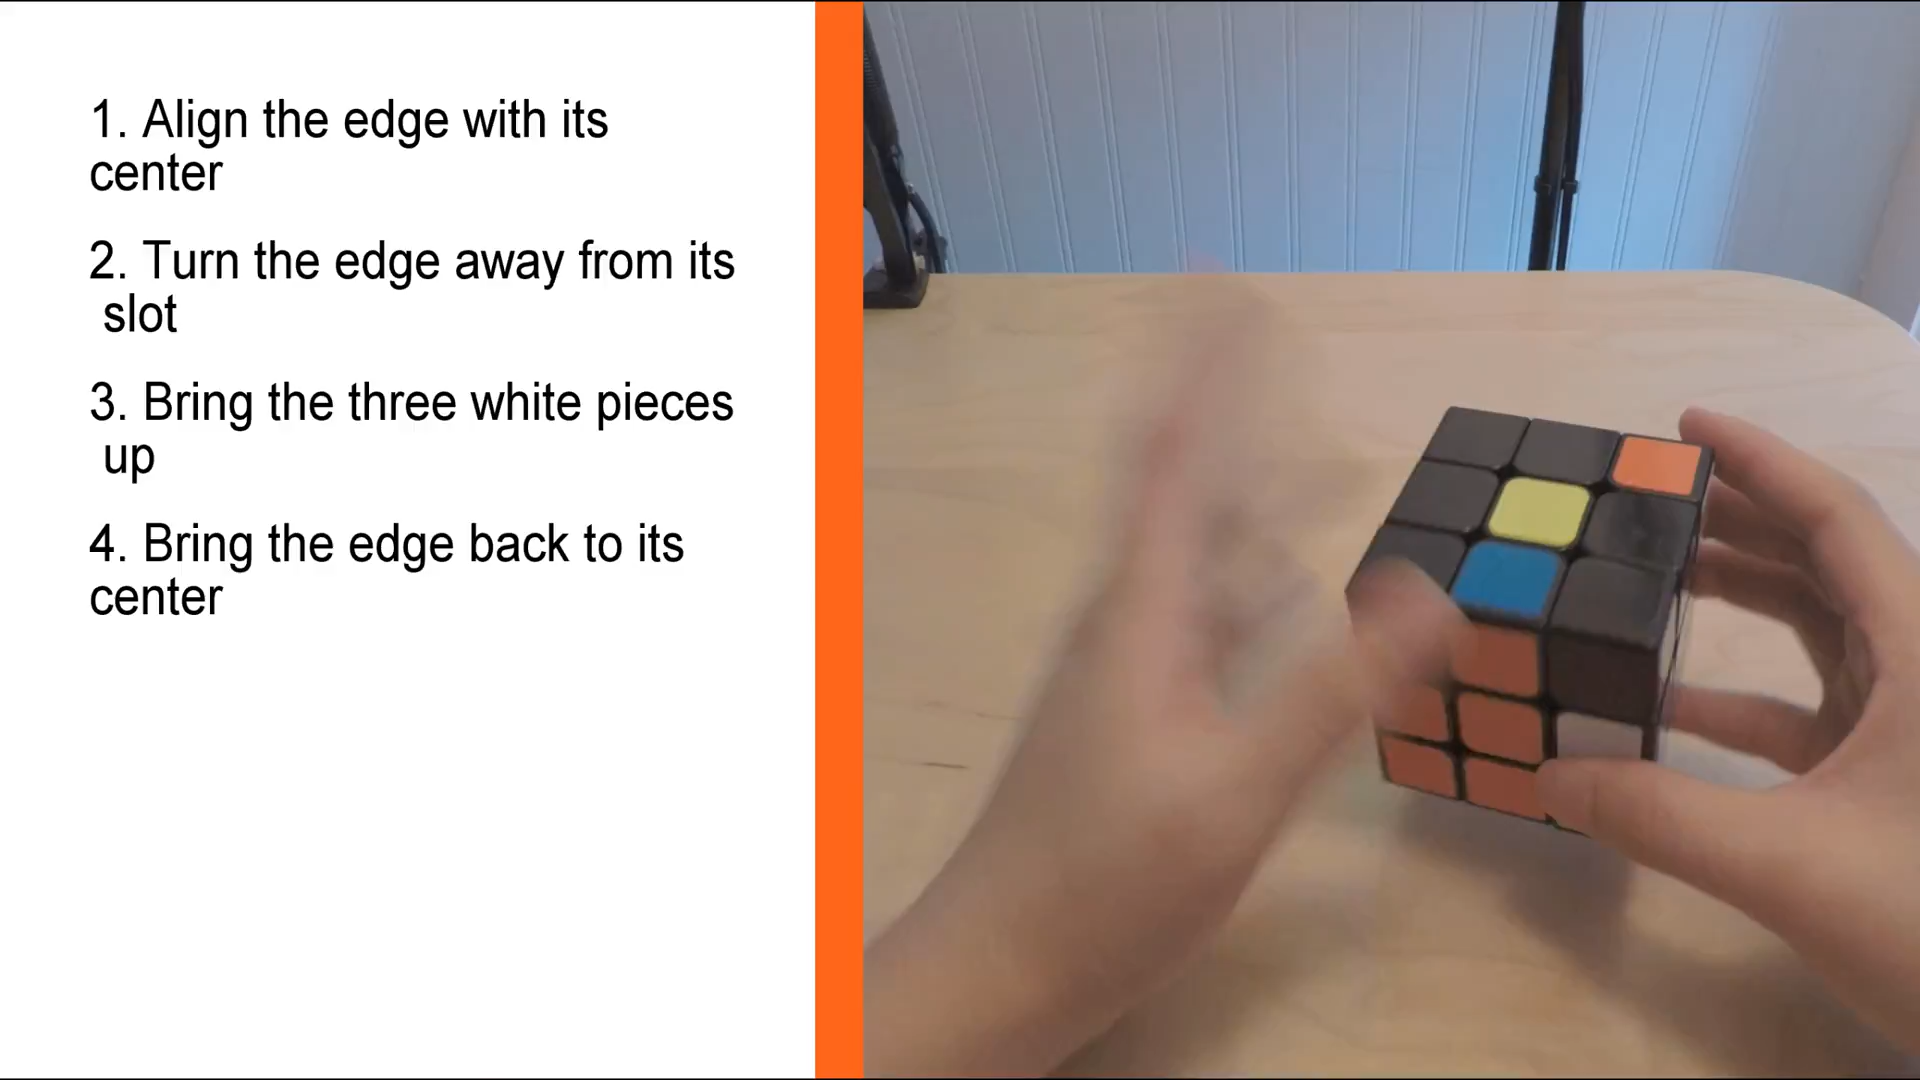 1. Align the edge with its
center
2. Turn the edge away from its
slot
3. Bring the three white pieces
up
4. Bring the edge back to its
center